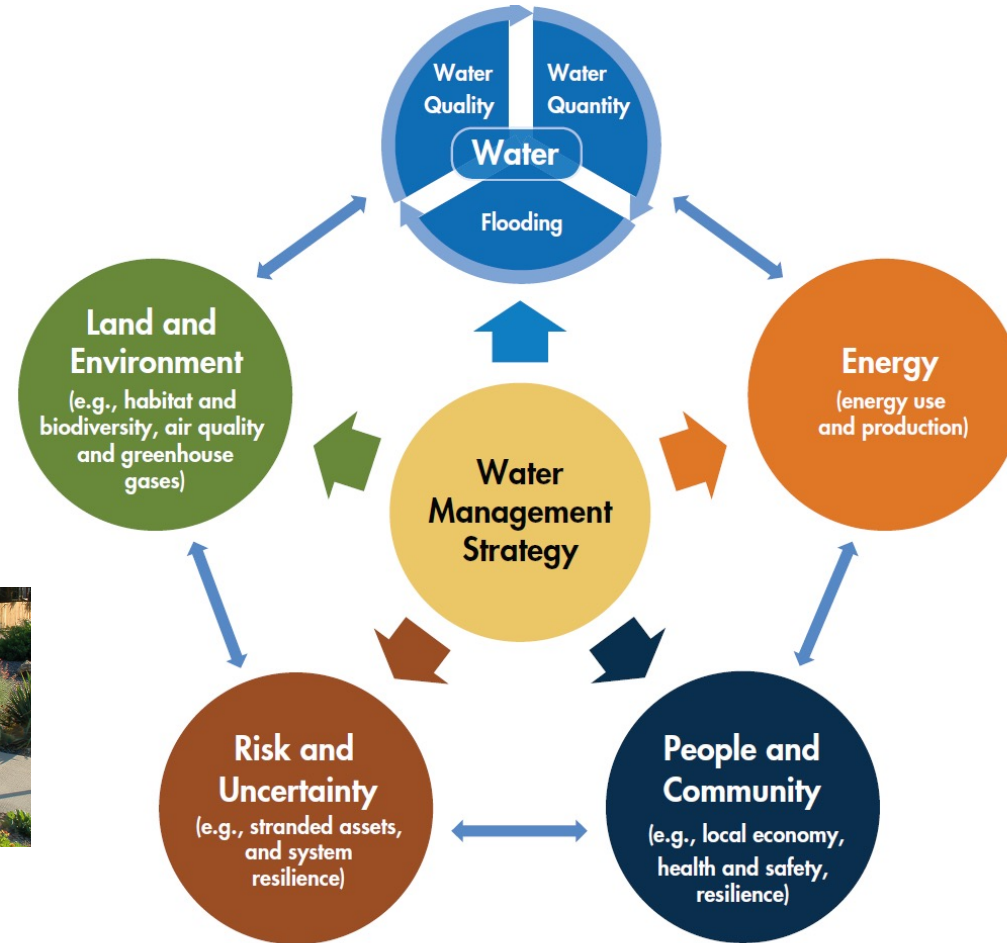 Water
Quality
Water
Quantity
Water
Flooding
Land and
Environment
(e.g., habitat and
biodiversity, air quality
and greenhouse
gases)
Energy
(energy use
and production)
Water
Management
Strategy
Risk and
Uncertainty
(e.g., stranded assets,
and system
resilience)
People and
Community
(e.g., local economy,
health and safety,
resilience)